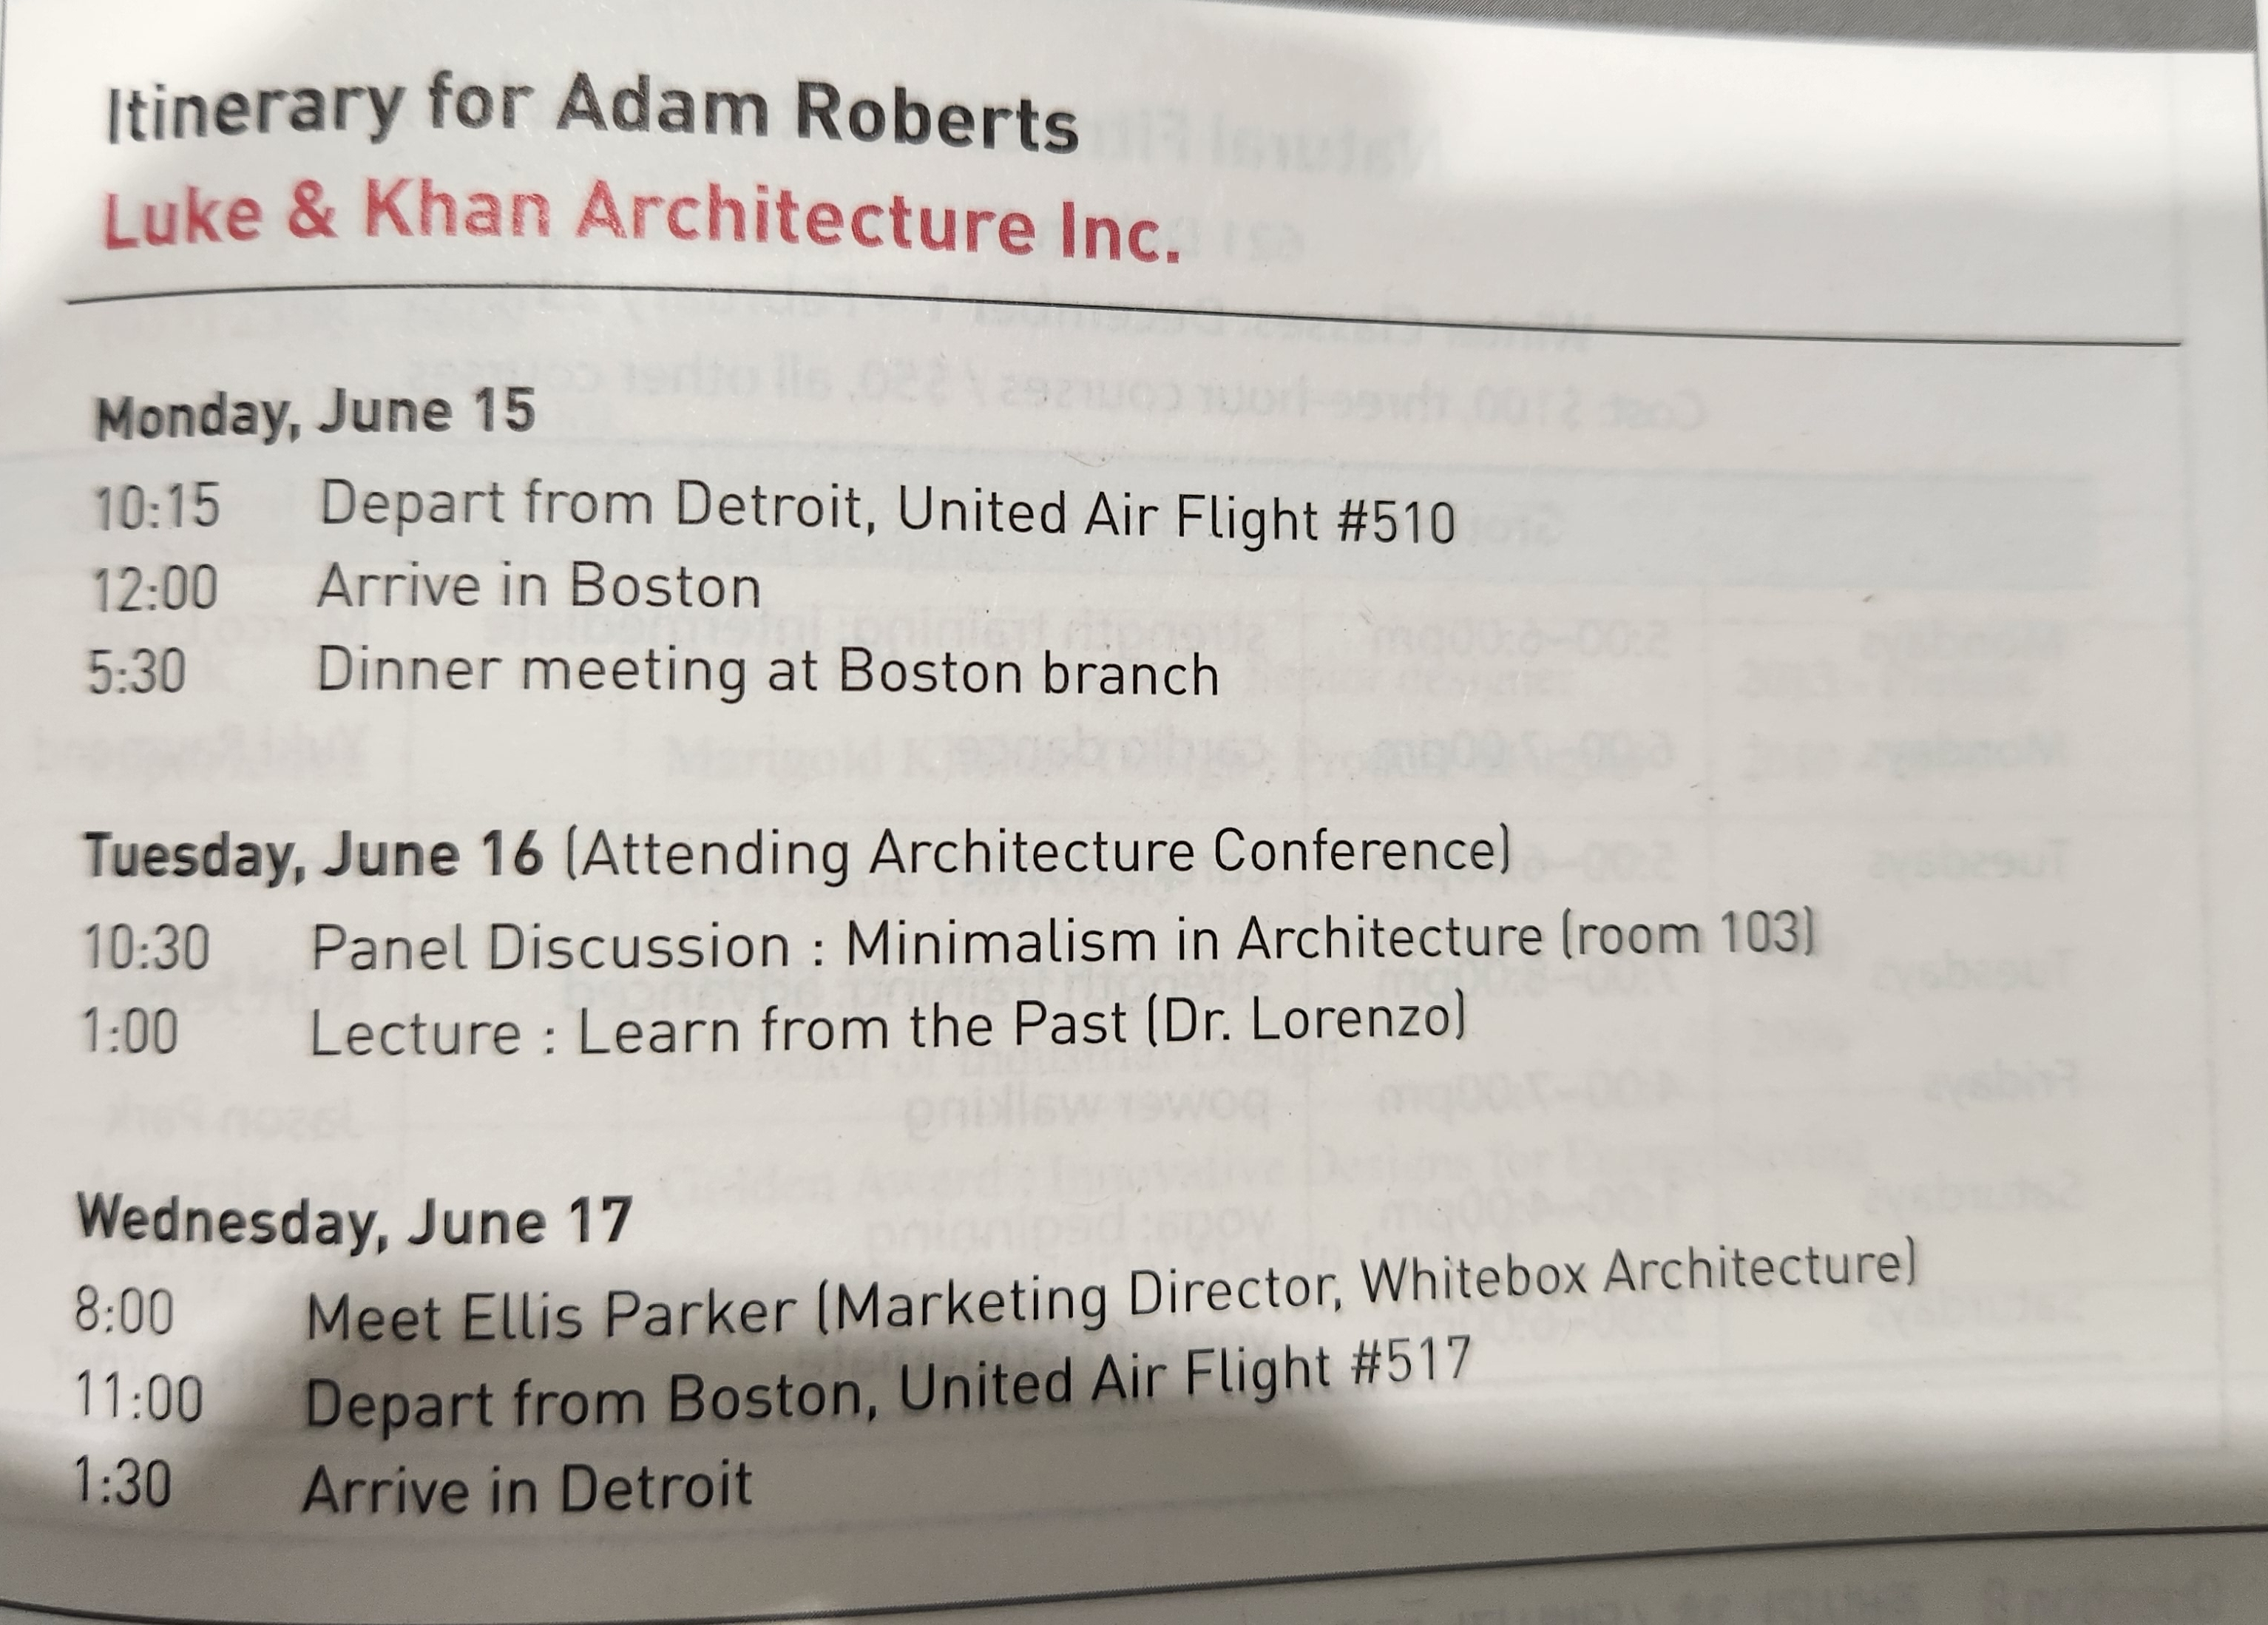 Itinerary for Adam Roberts
Luke & Khan Architecture Inc.
Monday, June 15
10:15 Depart from Detroit, United Air Flight #510
12:00 Arrive in Boston
5:30 Dinner meeting at Boston branch
Tuesday, June 16 (Attending Architecture Conference)
10:30 Panel Discussion : Minimalism in Architecture (room 103)
1:00 Lecture : Learn from the Past (Dr. Lorenzo)
Wednesday, June 17
8:00 Meet Ellis Parker (Marketing Director, Whitebox Architecture)
11:00 Depart from Boston, United Air Flight #517
1:30 Arrive in Detroit